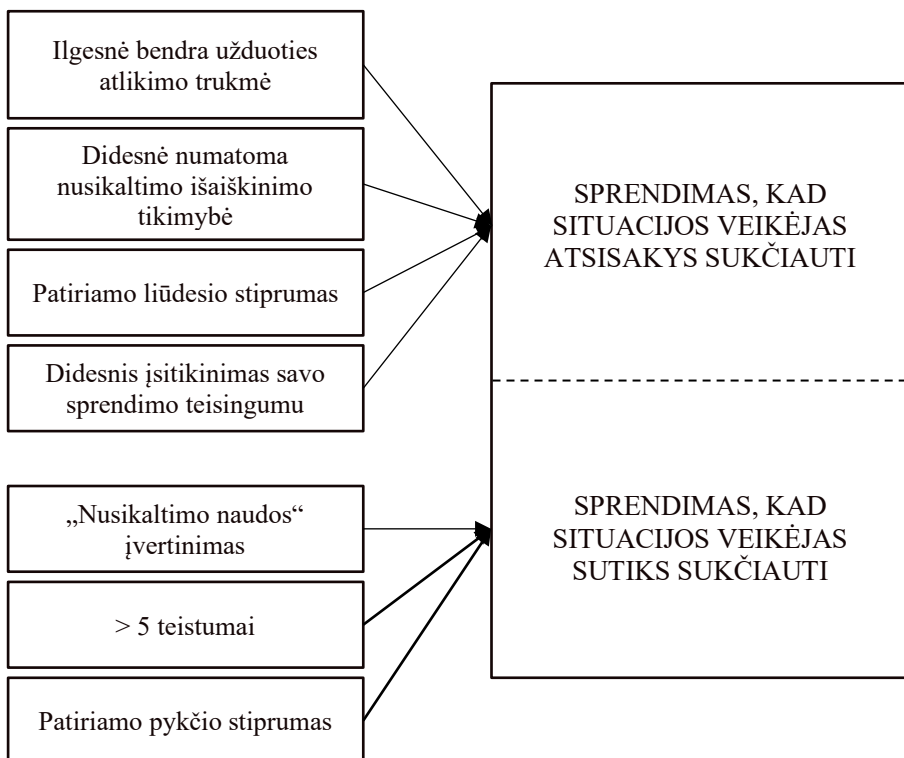 Ilgesnė bendra užduoties
atlikimo trukmė
Didesnė numatoma
nusikaltimo išaiškinimo
tikimybė
Patiriamo liūdesio stiprumas
Didesnis įsitikinimas savo
sprendimo teisingumu
„Nusikaltimo naudos“
įvertinimas
> 5 teistumai
Patiriamo pykčio stiprumas
SPRENDIMAS, KAD
SITUACIJOS VEIKĖJAS
ATSISAKYS SUKČIAUTI
SPRENDIMAS, KAD
SITUACIJOS VEIKĖJAS
SUTIKS SUKČIAUTI